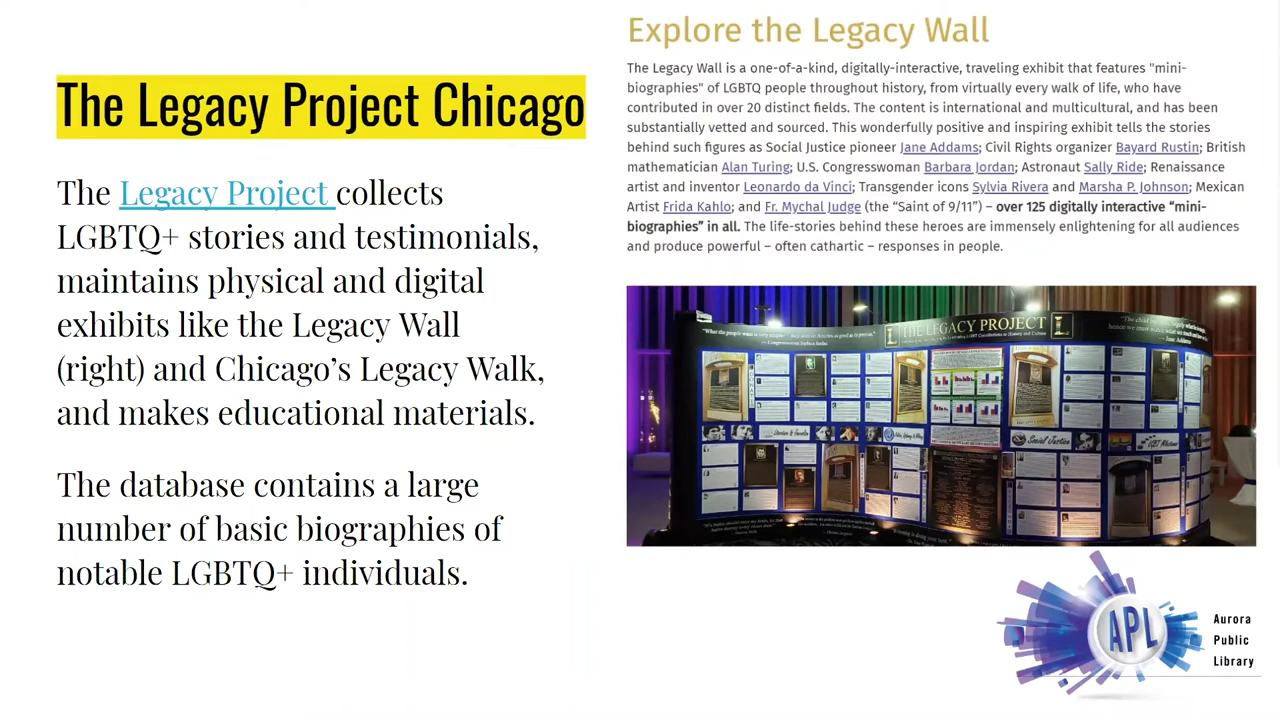 The Legacy Project Chicago
The Legacy Project collects
LGBTQ+ stories and testimonials,
maintains physical and digital
exhibits like the Legacy Wall
(right) and Chicago’s Legacy Walk,
and makes educational materials.
The database contains a large
number of basic biographies of
notable LGBTQ+ individuals.
Explore the Legacy Wall
The Legacy Wall is a one-of-a-kind, digitally-interactive, traveling exhibit that features "mini-
biographies" of LGBTQ people throughout history, from virtually every walk of life, who have
contributed in over 20 distinct fields. The content is international and multicultural, and has been
substantially vetted and sourced. This wonderfully positive and inspiring exhibit tells the stories
behind such figures as Social Justice pioneer Jane Addams; Civil Rights organizer Bayard Rustin; British
mathematician Alan Turing; U.S. Congresswoman Barbara Jordan; Astronaut Sally Ride; Renaissance
artist and inventor Leonardo da Vinci; Transgender icons Sylvia Rivera and Marsha P. Johnson; Mexican
Artist Frida Kahlo; and Fr. Mychal Judge (the “Saint of 9/11”) – over 125 digitally interactive “mini-
biographies” in all. The life-stories behind these heroes are immensely enlightening for all audiences
and produce powerful – often cathartic – responses in people.
THE LEGACY PROJECT
Social Justice
APL
Aurora
Public
Library